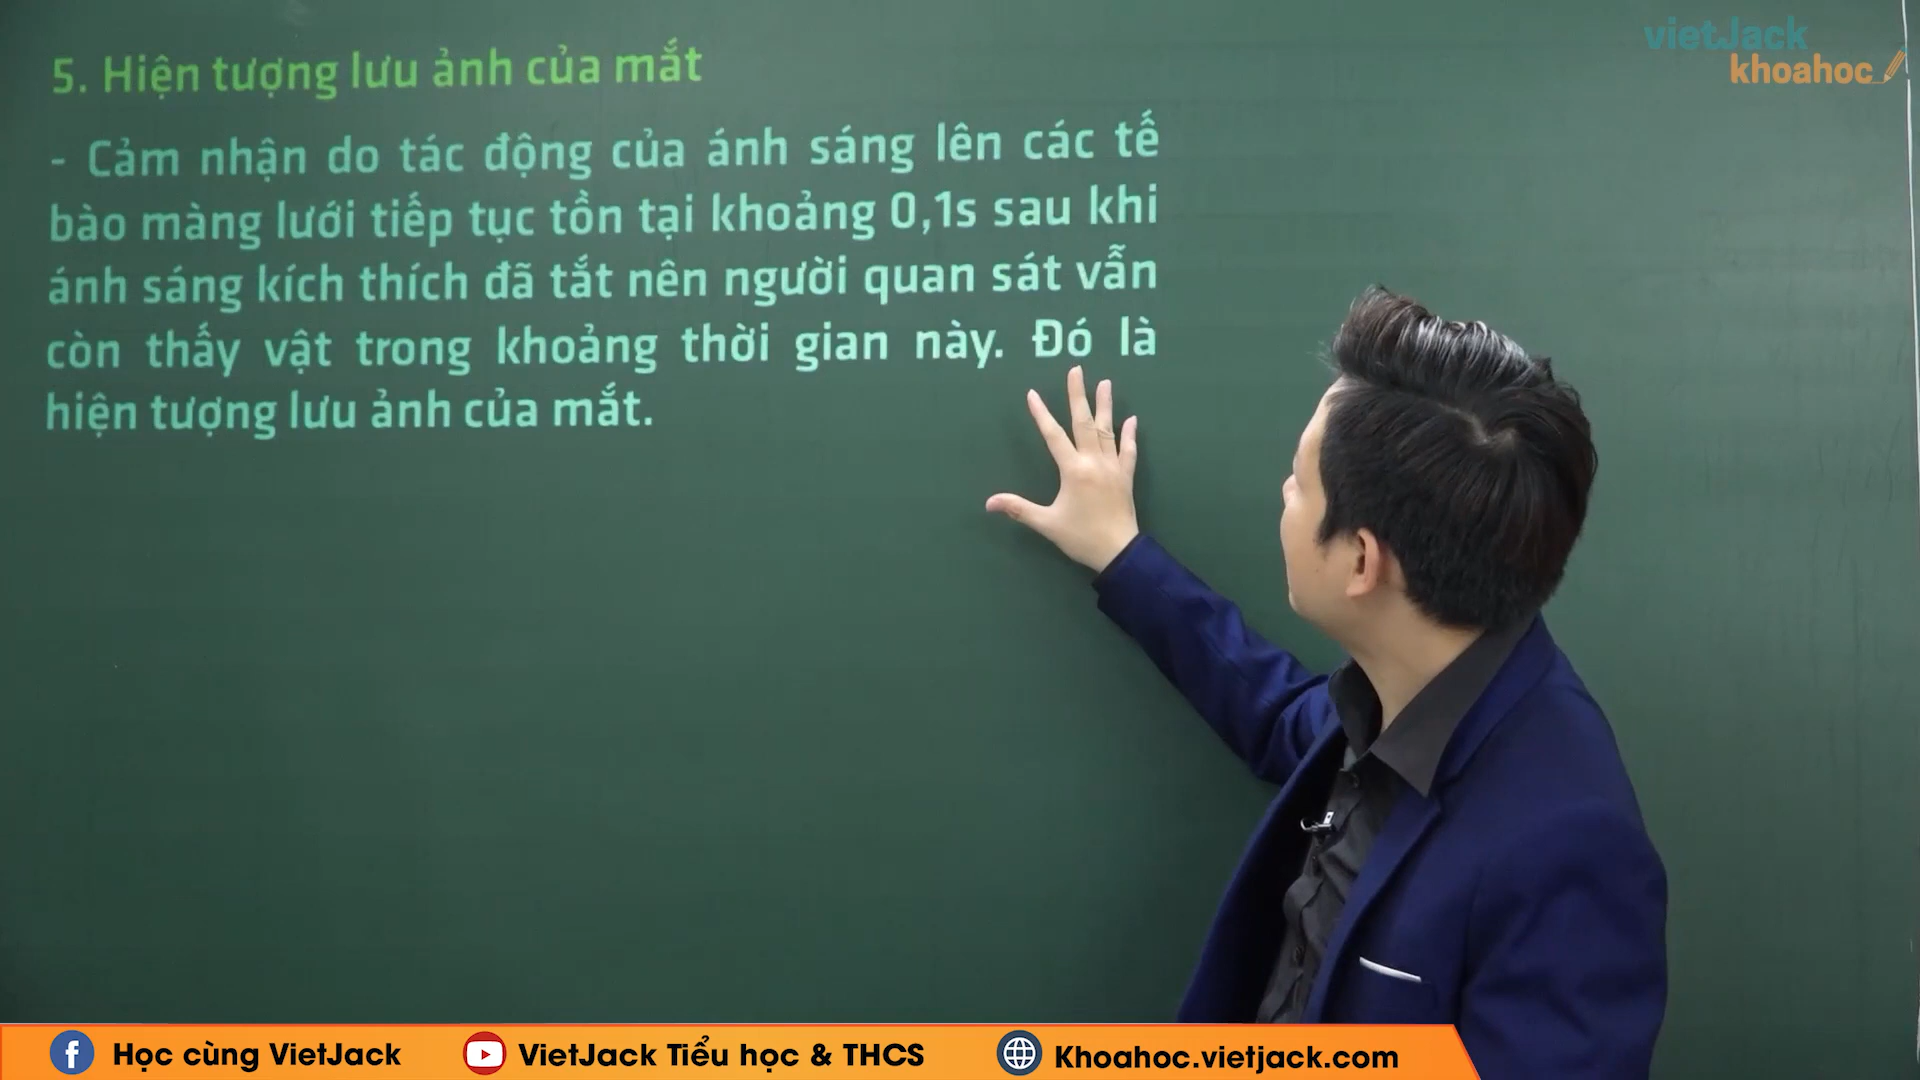 vietJack
khoahoc
5. Hiện tượng lưu ảnh của mắt
- Cảm nhận do tác động của ánh sáng lên các tế
bào màng lưới tiếp tục tồn tại khoảng 0,1s sau khi
ánh sáng kích thích đã tắt nên người quan sát vẫn
còn thấy vật trong khoảng thời gian này. Đó là
hiện tượng lưu ảnh của mắt.
Học cùng VietJack
VietJack Tiểu học & THCS
Khoahoc.vietjack.com